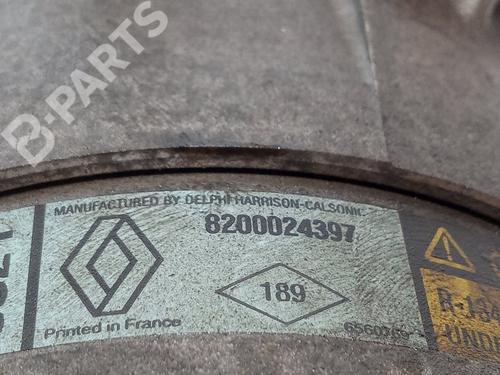 B-PARTS
MANUFACTURED BY DELPHI HARRISON-CALSONIC
8200024397
189
Printed in France